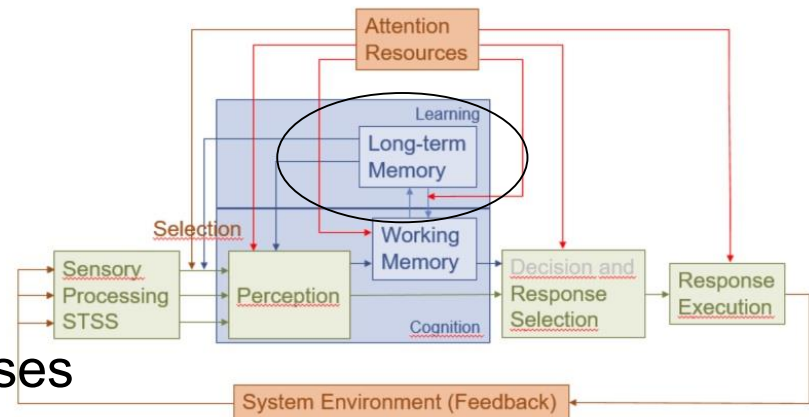 Attention
Resources
Learning
Long-term
Memory
Selection
Working
Memory
Sensory
Processing
STSS
Perception
Decision and
Response
Selection
Response
Execution
Cognition
ses
System Environment (Feedback)